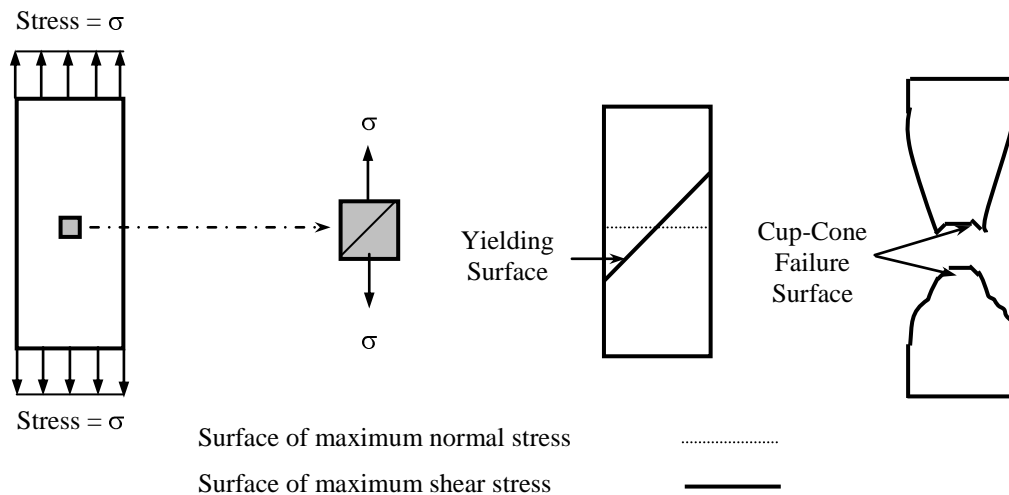 Stress = σ
σ
σ
Stress = σ
Yielding
Surface
Cup-Cone
Failure
Surface
Surface of maximum normal stress
Surface of maximum shear stress